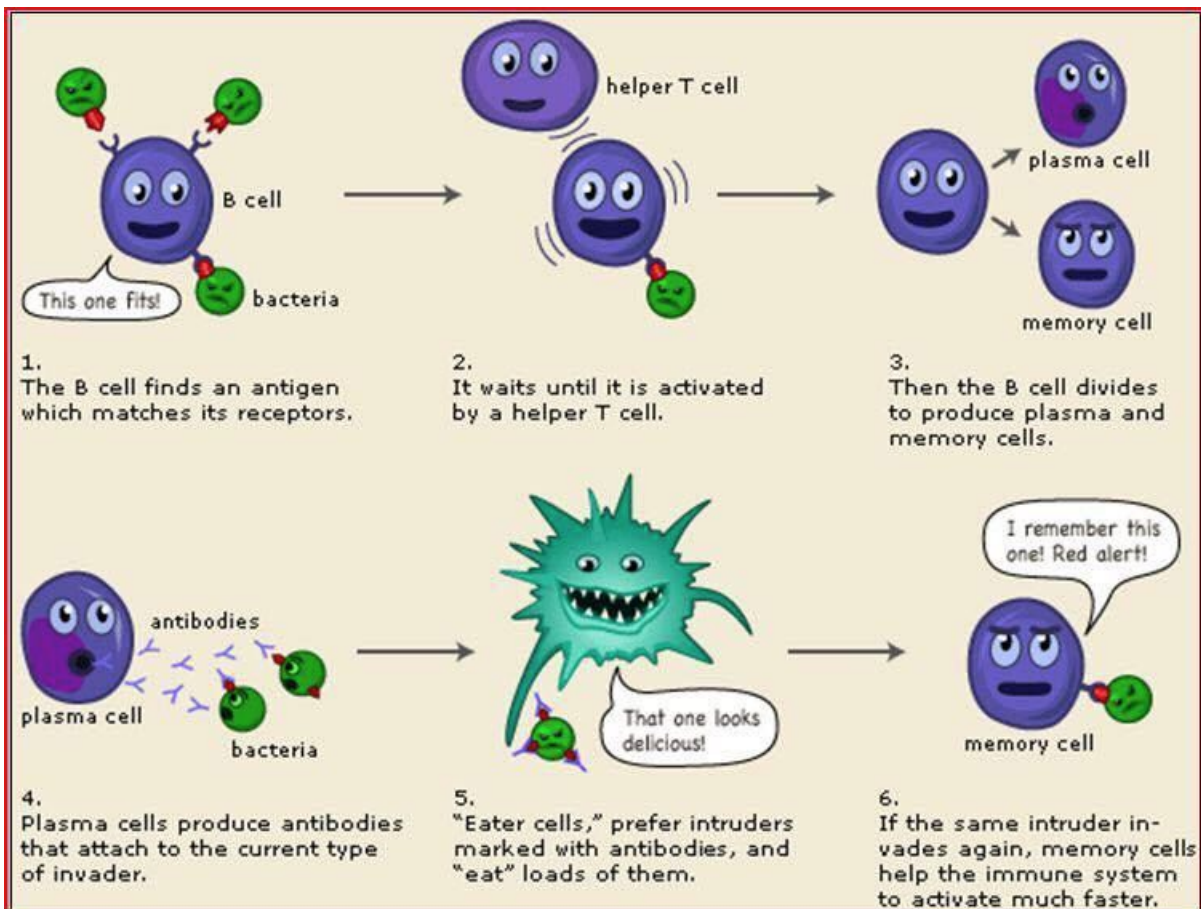 helper T cell
B cell
This one fits!
bacteria
plasma cell
memory cell
1.
The B cell finds an antigen
which matches its receptors.
2.
It waits until it is activated
by a helper T cell.
3.
Then the B cell divides
to produce plasma and
memory cells.
antibodies
plasma cell
bacteria
That one looks
delicious!
I remember this
one! Red alert!
memory cell
4.
Plasma cells produce antibodies
that attach to the current type
of invader.
5.
“Eater cells,” prefer intruders
marked with antibodies, and
“eat” loads of them.
6.
If the same intruder in-
vades again, memory cells
help the immune system
to activate much faster.